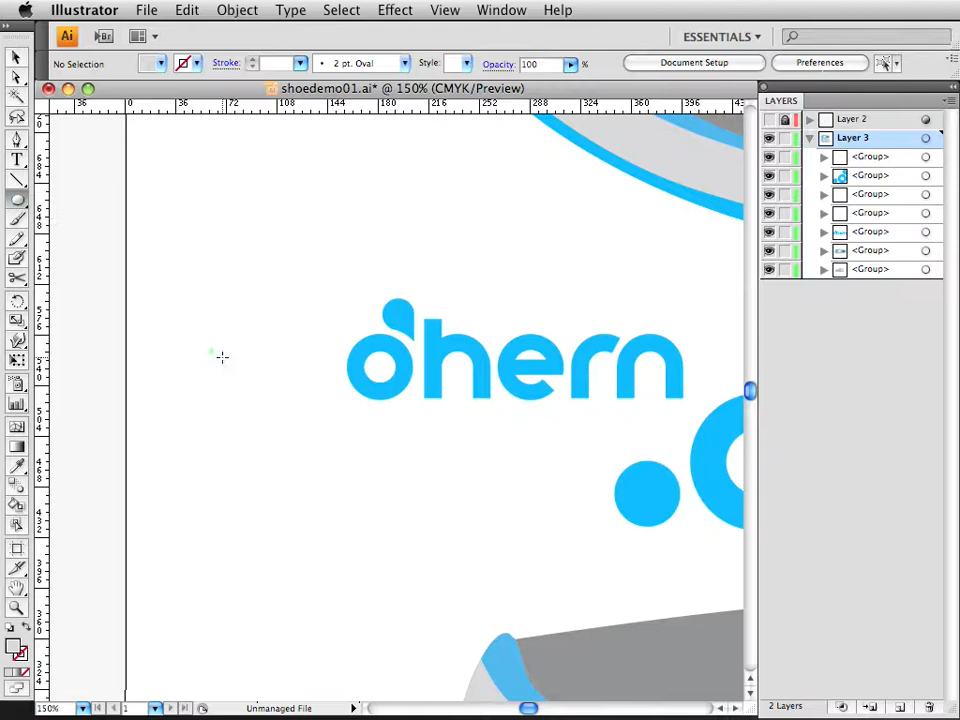 Illustrator File Edit Object Type Select Effect View Window Help
Ai Br ESSENTIALS
No Selection Stroke: 2 pt. Oval Style: Opacity: 100 % Document Setup Preferences
shoedemo01.ai* @ 150% (CMYK/Preview)
LAYERS
36 0 36 72 108 144 180 216 252 288 324 360 396
Layer 2
Layer 3
<Group>
<Group>
<Group>
<Group>
<Group>
<Group>
<Group>
ohern
150% 1 Unmanaged File
2 Layers